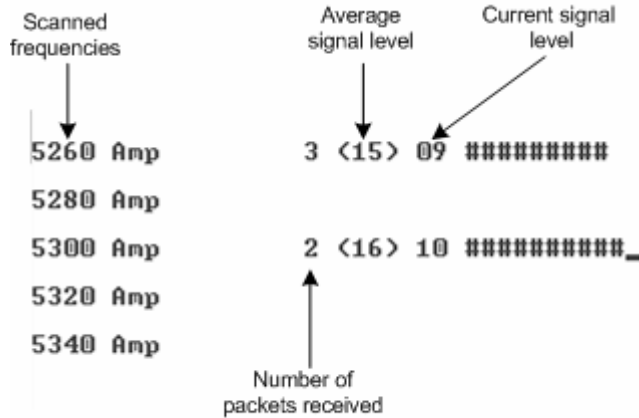 Scanned
frequencies
Average
signal level
Current signal
level
5260 Amp 3 (15) 09 #########
5280 Amp
5300 Amp 2 (16) 10 ##########_
5320 Amp
5340 Amp
Number of
packets received